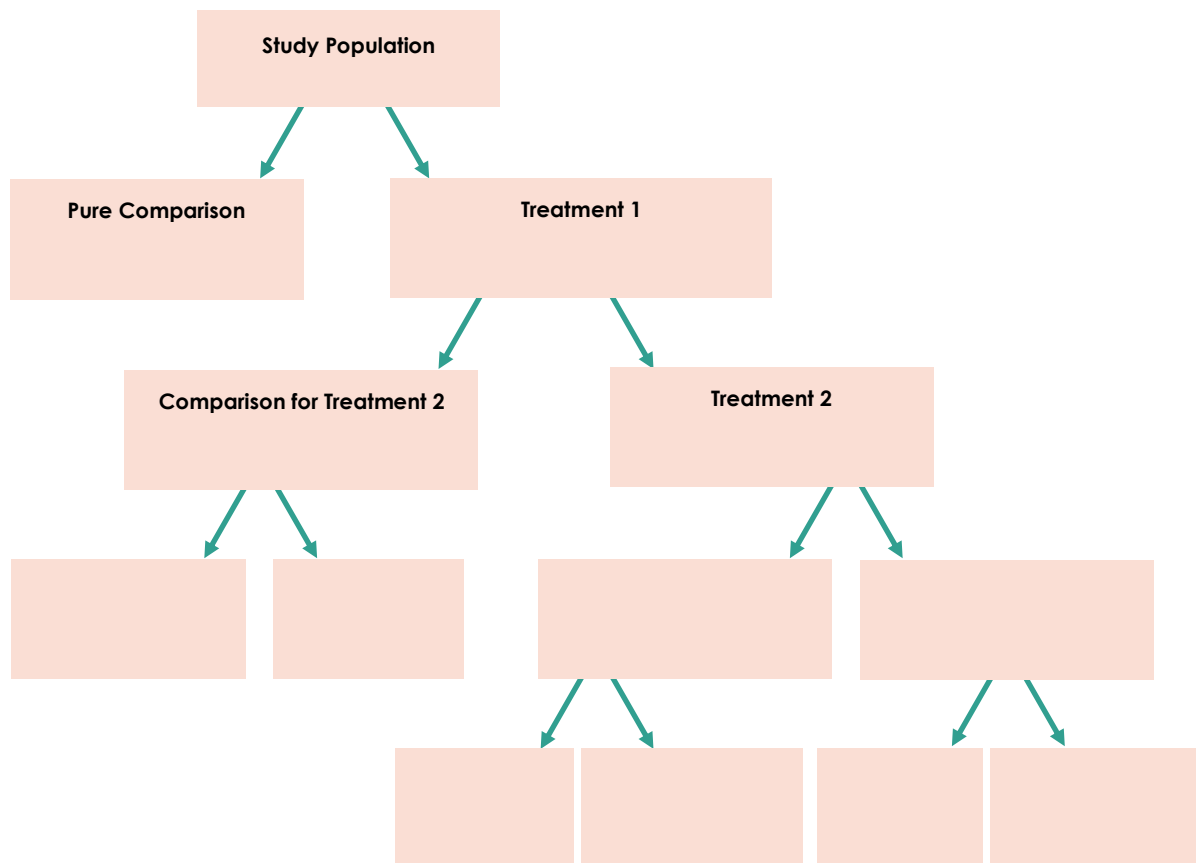 Study Population
Pure Comparison
Treatment 1
Comparison for Treatment 2
Treatment 2